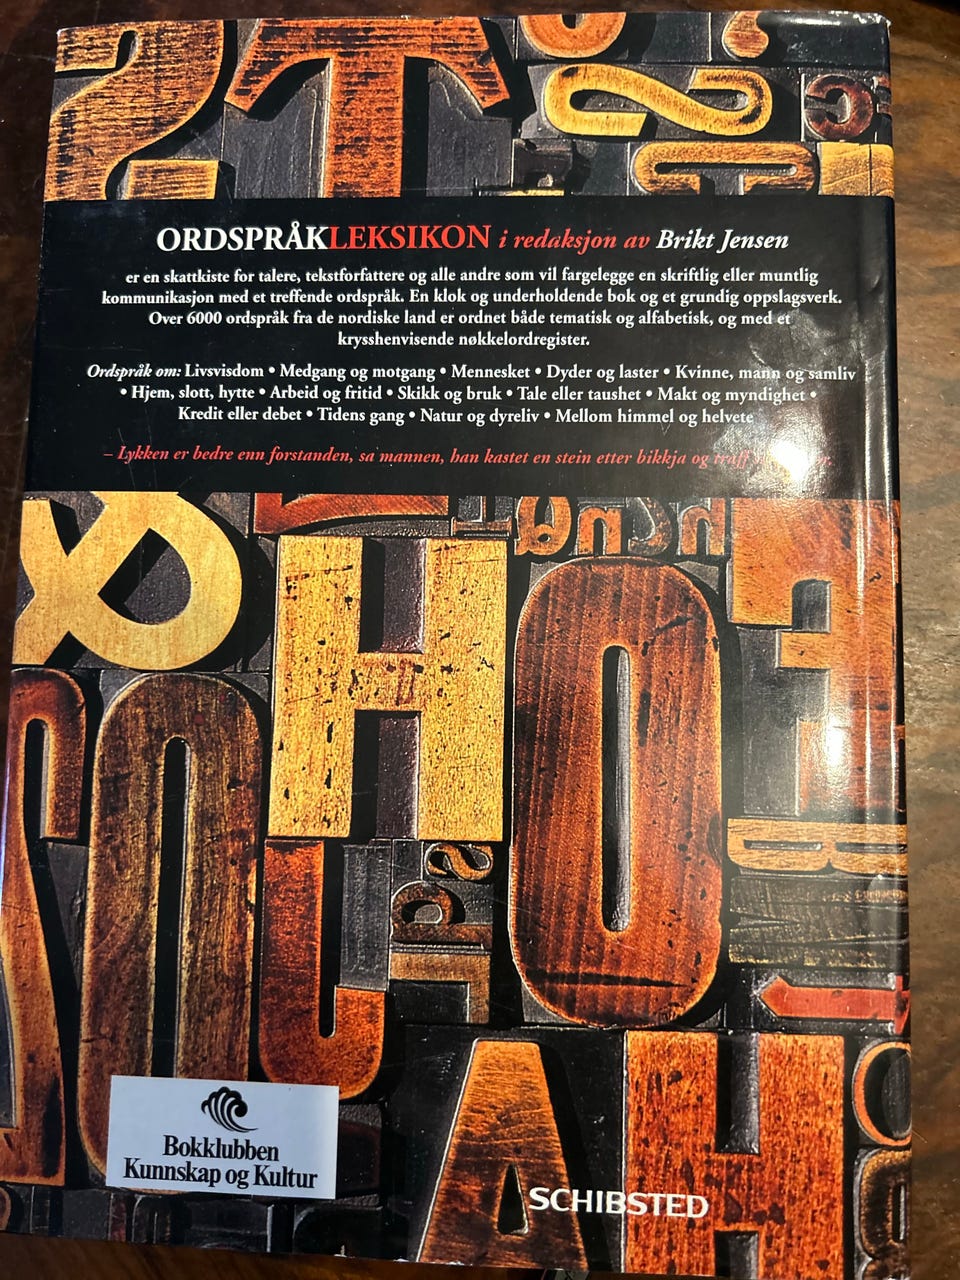 ORDSPRÅKLEKSIKON i redaksjon av Brikt Jensen
er en skattkiste for talere, tekstforfattere og alle andre som vil fargelegge en skriftlig eller muntlig
kommunikasjon med et treffende ordspråk. En klok og underholdende bok og et grundig oppslagsverk.
Over 6000 ordspråk fra de nordiske land er ordnet både tematisk og alfabetisk, og med et
krysshenvisende nøkkelordregister.
Ordspråk om: Livsvisdom • Medgang og motgang • Mennesket • Dyder og laster • Kvinne, mann og samliv
• Hjem, slott, hytte • Arbeid og fritid • Skikk og bruk • Tale eller taushet • Makt og myndighet •
Kredit eller debet • Tidens gang • Natur og dyreliv • Mellom himmel og helvete
– Lykken er bedre enn forstanden, sa mannen, han kastet en stein etter bikkja og traff
Bokklubben
Kunnskap og Kultur
SCHIBSTED